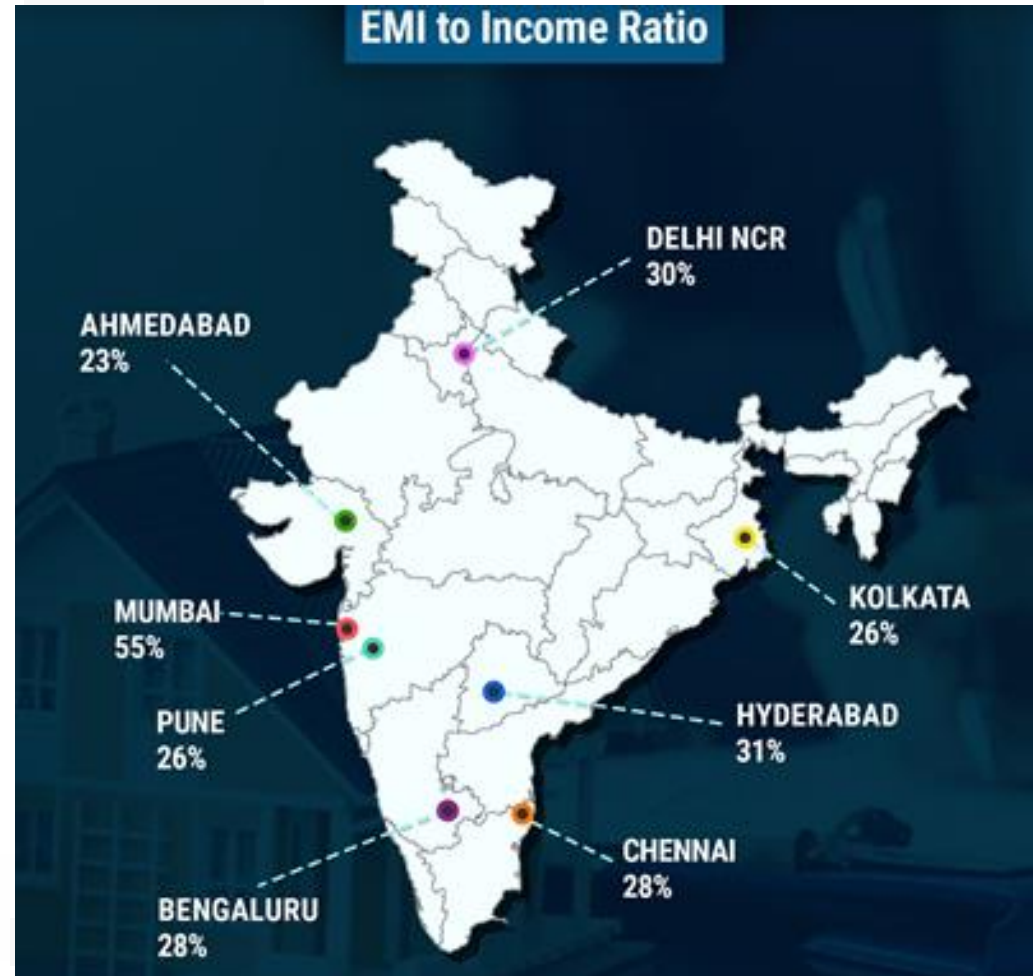 EMI to Income Ratio
DELHI NCR
30%
AHMEDABAD
23%
MUMBAI
55%
KOLKATA
26%
PUNE
26%
HYDERABAD
31%
CHENNAI
28%
BENGALURU
28%